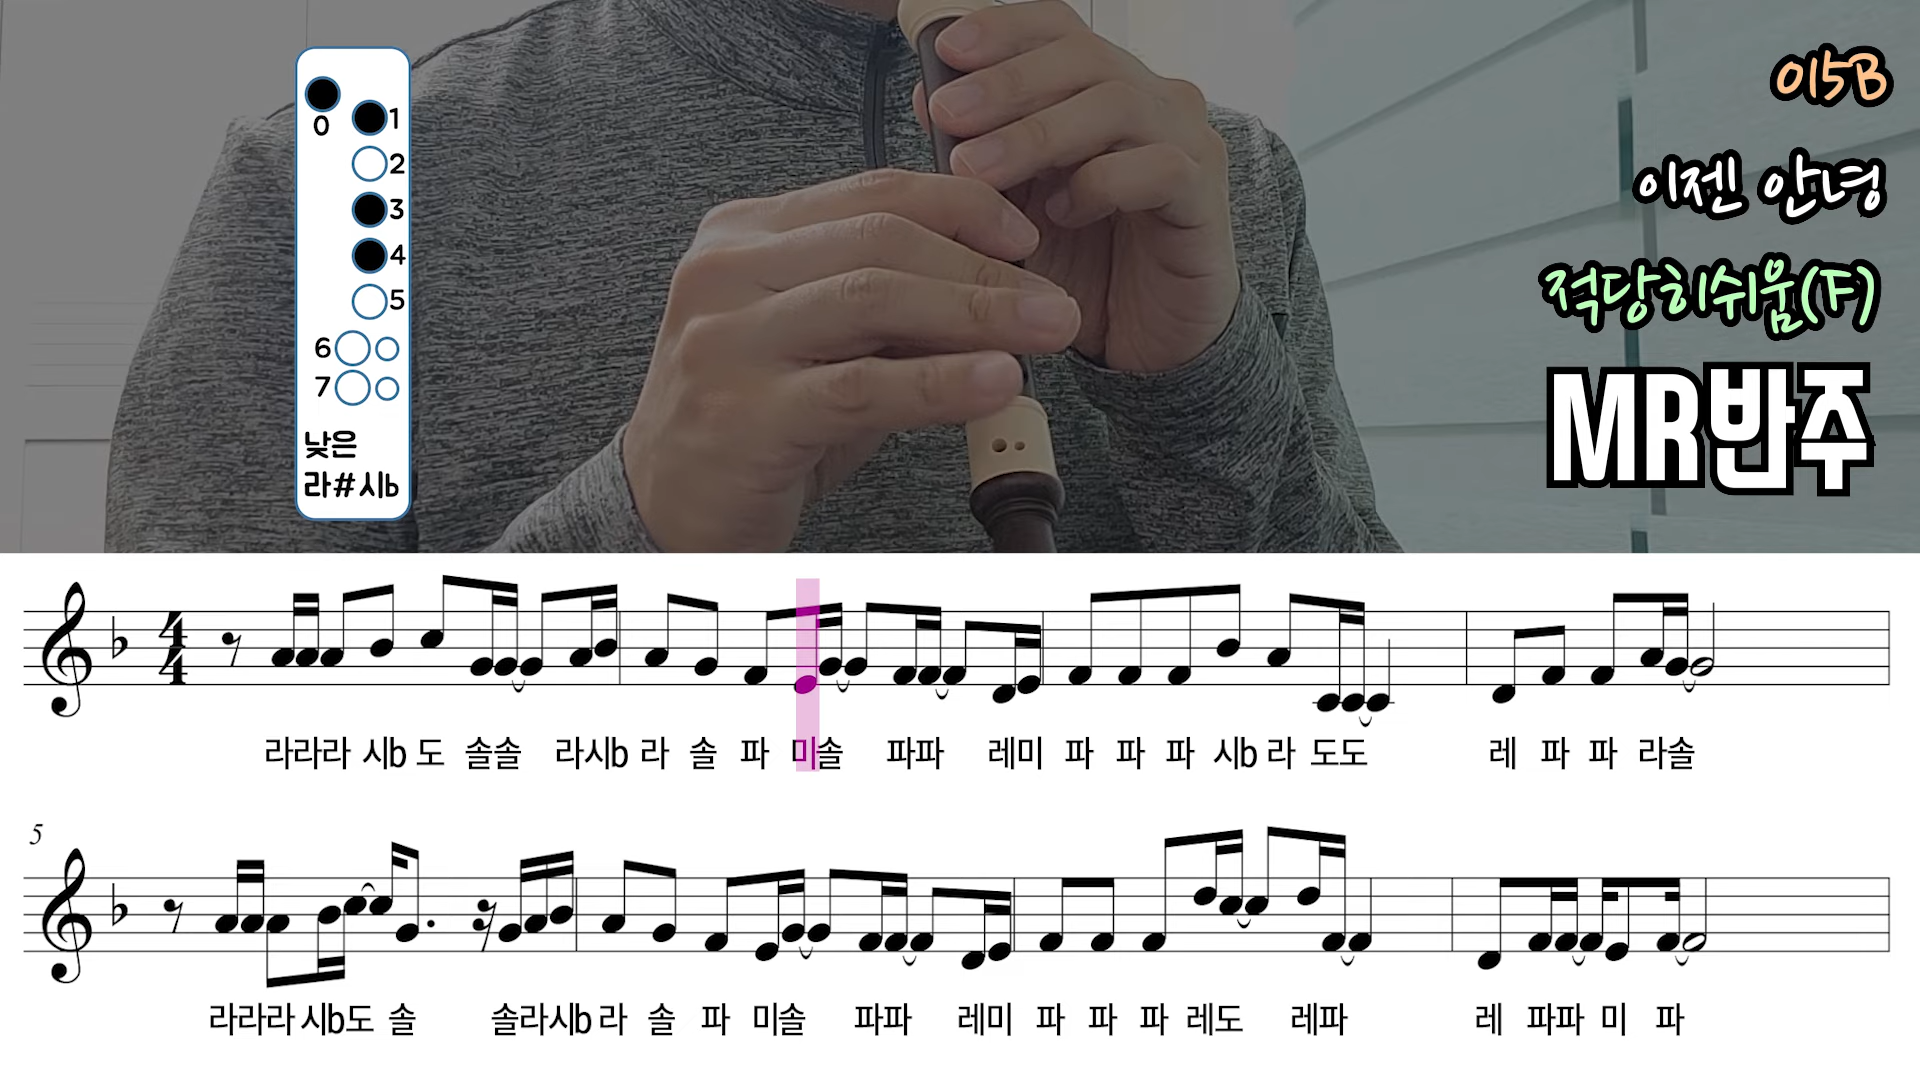 0
1
2
3
4
5
6
7
낮은
라#시b
015B
이젠 안녕
적당히쉬움(F)
MR반주
4
4
라라라 시b 도 솔솔 라시b 라 솔 파 미솔 파파 레미 파 파 파 시b 라 도도 레 파 파 라솔
5
라라라 시b도 솔 솔라시b 라 솔 파 미솔 파파 레미 파 파 파 레도 레파 레 파파 미 파